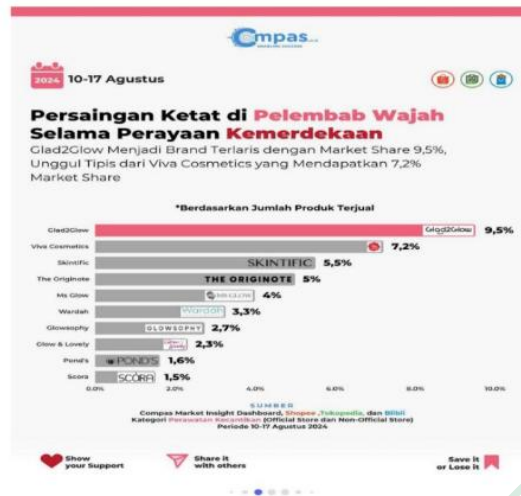 Compas
2024 10-17 Agustus
Persaingan Ketat di Pelembab Wajah
Selama Perayaan Kemerdekaan
Glad2Glow Menjadi Brand Terlaris dengan Market Share 9,5%,
Unggul Tipis dari Viva Cosmetics yang Mendapatkan 7,2%
Market Share
*Berdasarkan Jumlah Produk Terjual
Glad2Glow Glad2Glow 9,5%
Viva Cosmetics 7,2%
Skintific SKINTIFIC 5,5%
The Originote THE ORIGINOTE 5%
Ms Glow MS GLOW 4%
Wardah Wardah 3,3%
Glowsophy GLOWSOPHY 2,7%
Glow & Lovely 2,3%
Pond's POND'S 1,6%
Scora SCORA 1,5%
0.0% 2.0% 4.0% 6.0% 8.0% 10.0%
SUMBER
Compas Market Insight Dashboard, Shopee ,Tokopedia, dan Blibli
Kategori Perawatan Kecantikan (Official Store dan Non-Official Store)
Periode 10-17 Agustus 2024
Show
your Support
Share it
with others
Save it
or Lose it